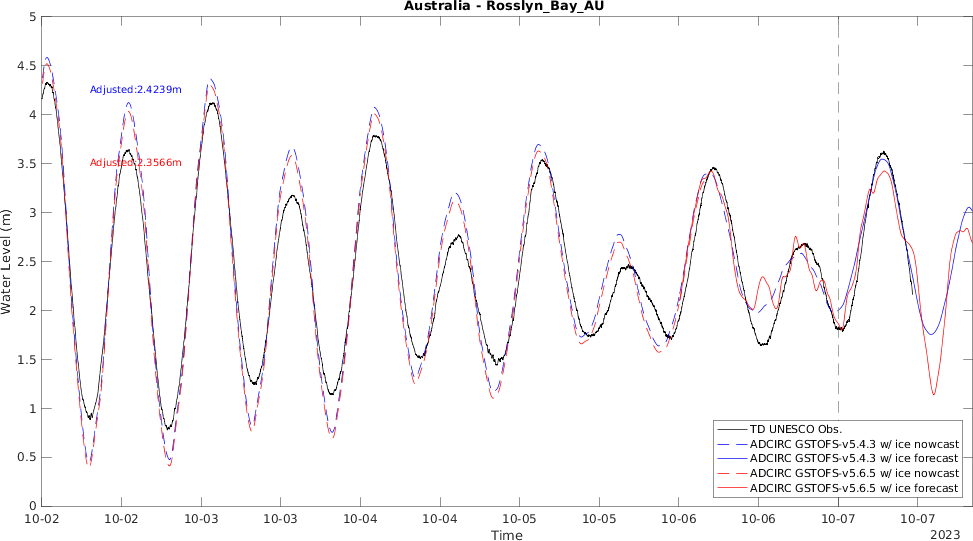 Australia - Rosslyn_Bay_AU
5
4.5
4
3.5
3
2.5
2
1.5
1
0.5
0
Water Level (m)
Adjusted:2.4239m
Adjusted:2.3566m
TD UNESCO Obs.
ADCIRC GSTOFS-v5.4.3 w/ ice nowcast
ADCIRC GSTOFS-v5.4.3 w/ ice forecast
ADCIRC GSTOFS-v5.6.5 w/ ice nowcast
ADCIRC GSTOFS-v5.6.5 w/ ice forecast
10-02 10-02 10-03 10-03 10-04 10-04 10-05 10-05 10-06 10-06 10-07 10-07
Time
2023